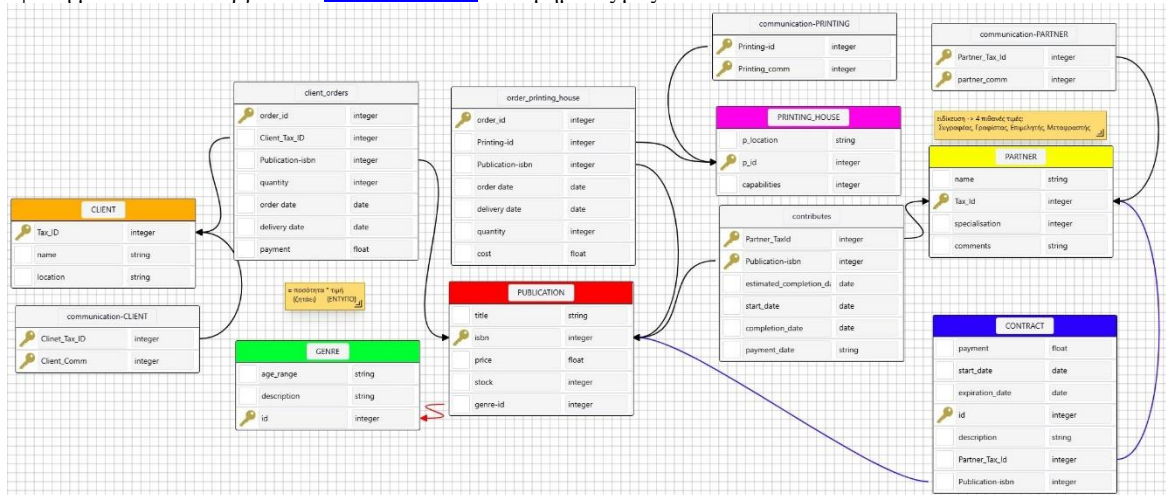 communication-PRINTING
Printing-id integer
Printing_comm integer
communication-PARTNER
Partner_Tax_Id integer
partner_comm integer
client_orders
order_id integer
Client_Tax_ID integer
Publication-isbn integer
quantity integer
order date date
delivery date date
payment float
order_printing_house
order_id integer
Printing-id integer
Publication-isbn integer
order date date
delivery date date
quantity integer
cost float
PRINTING_HOUSE
p_location string
p_id integer
capabilities integer
ειδίκευση -> 4 πιθανές τιμές:
Συγραφέας, Γραφίστας, Επιμελητής, Μεταφραστής
PARTNER
name string
Tax_Id integer
specialisation integer
comments string
CLIENT
Tax_ID integer
name string
location string
contributes
Partner_TaxId integer
Publication-isbn integer
estimated_completion_da date
start_date date
completion_date date
payment_date string
= ποσότητα * τιμή
[ζητάει] [ΕΝΤΥΠΟ]
PUBLICATION
title string
isbn integer
price float
stock integer
genre-id integer
communication-CLIENT
Clinet_Tax_ID integer
Client_Comm integer
GENRE
age_range string
description string
id integer
CONTRACT
payment float
start_date date
expiration_date date
id integer
description string
Partner_Tax_Id integer
Publication-isbn integer